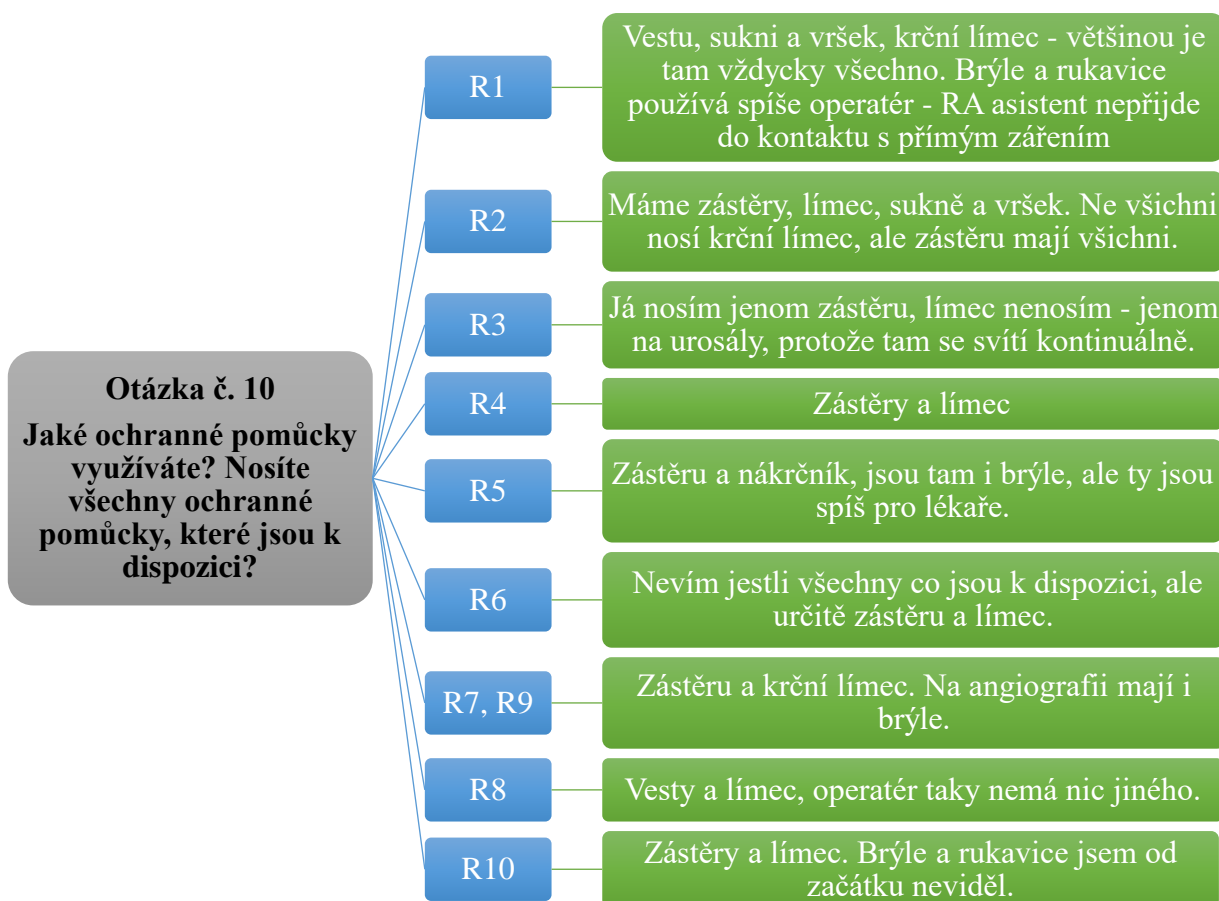 Otázka č. 10
Jaké ochranné pomůcky
využíváte? Nosíte
všechny ochranné
pomůcky, které jsou k
dispozici?
R1
Vestu, sukni a vršek, krční límec - většinou je
tam vždycky všechno. Brýle a rukavice
používá spíše operatér - RA asistent nepřijde
do kontaktu s přímým zářením
R2
Máme zástěry, límec, sukně a vršek. Ne všichni
nosí krční límec, ale zástěru mají všichni.
R3
Já nosím jenom zástěru, límec nenosím - jenom
na urosály, protože tam se svítí kontinuálně.
R4
Zástěry a límec
R5
Zástěru a nákrčník, jsou tam i brýle, ale ty jsou
spíš pro lékaře.
R6
Nevím jestli všechny co jsou k dispozici, ale
určitě zástěru a límec.
R7, R9
Zástěru a krční límec. Na angiografii mají i
brýle.
R8
Vesty a límec, operatér taky nemá nic jiného.
R10
Zástěry a límec. Brýle a rukavice jsem od
začátku neviděl.